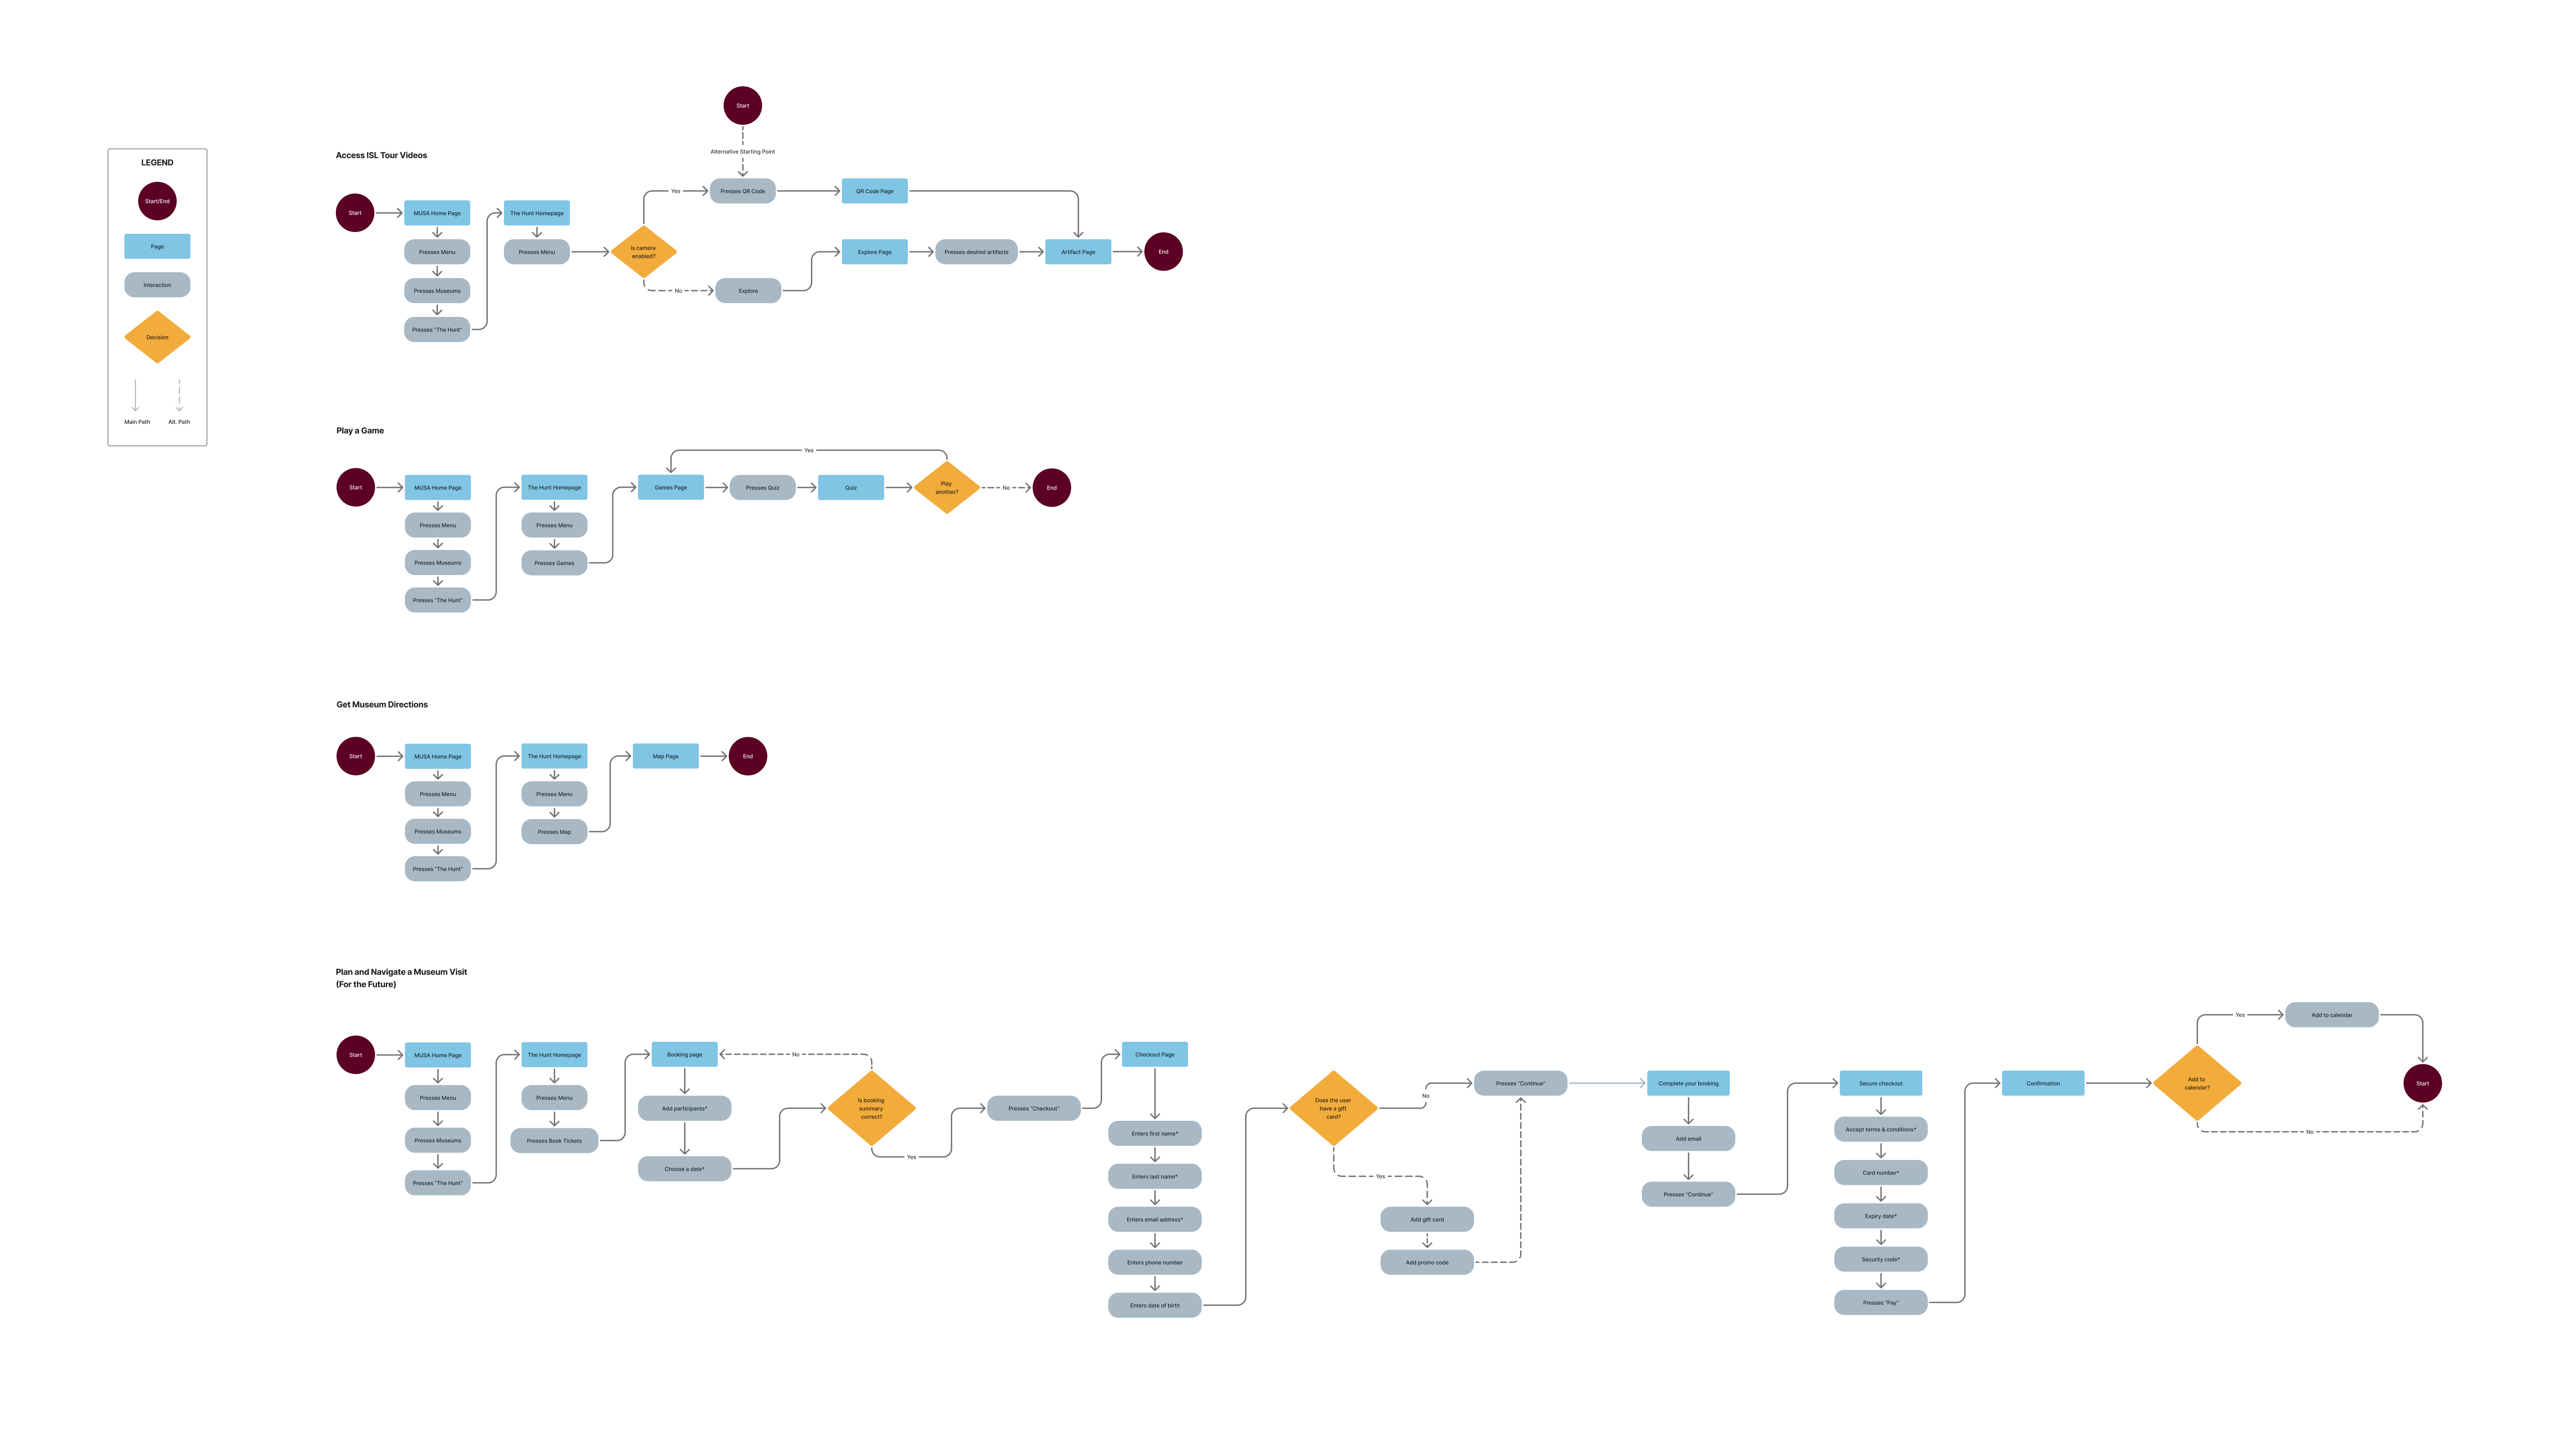 LEGEND
Start/End
Page
Interaction
Decision
Main Path
Alt. Path
Start
Alternative Starting Point
Access ISL Tour Videos
Start
MUSA Home Page
Presses Menu
Presses Museums
Presses "The Hunt"
The Hunt Homepage
Presses Menu
Is camera
enabled?
Yes
Presses QR Code
QR Code Page
No
Explore
Explore Page
Presses desired artifacts
Artifact Page
End
Play a Game
Start
MUSA Home Page
Presses Menu
Presses Museums
Presses "The Hunt"
The Hunt Homepage
Presses Menu
Presses Games
Games Page
Presses Quiz
Quiz
Play
another?
Yes
No
End
Get Museum Directions
Start
MUSA Home Page
Presses Menu
Presses Museums
Presses "The Hunt"
The Hunt Homepage
Presses Menu
Presses Map
Map Page
End
Plan and Navigate a Museum Visit
(For the Future)
Start
MUSA Home Page
Presses Menu
Presses Museums
Presses "The Hunt"
The Hunt Homepage
Presses Menu
Presses Book Tickets
Booking page
Add participants*
Choose a date*
No
Is booking
summary
correct?
Yes
Presses "Checkout"
Checkout Page
Enters first name*
Enters last name*
Enters email address*
Enters phone number
Enters date of birth
Does the user
have a gift
card?
No
Yes
Add gift card
Add promo code
Presses "Continue"
Complete your booking
Add email
Presses "Continue"
Secure checkout
Accept terms & conditions*
Card number*
Expiry date*
Security code*
Presses "Pay"
Confirmation
Add to
calendar?
Yes
Add to calendar
No
Start